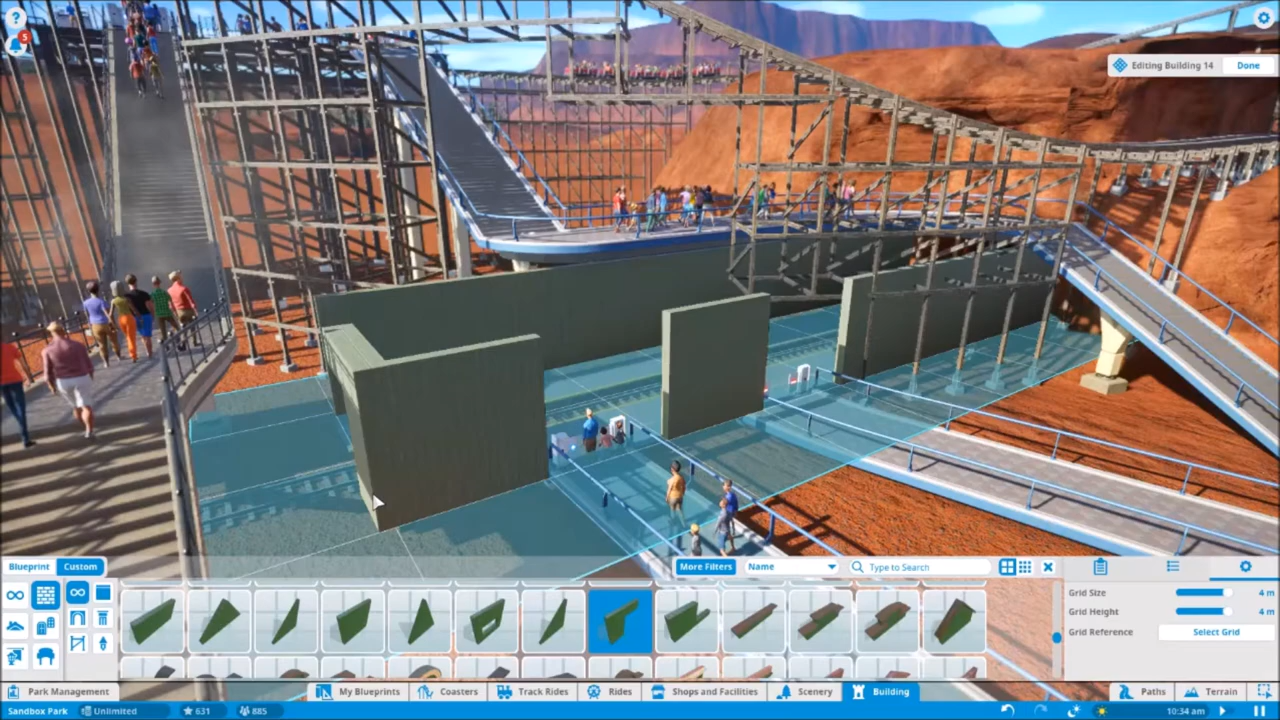 ?
5
Editing Building 14 Done
Blueprint Custom More Filters Name Type to Search
Grid Size 4 m
Grid Height 4 m
Grid Reference Select Grid
Park Management My Blueprints Coasters Track Rides Rides Shops and Facilities Scenery Building Paths Terrain
Sandbox Park Unlimited 631 885 10:34 am